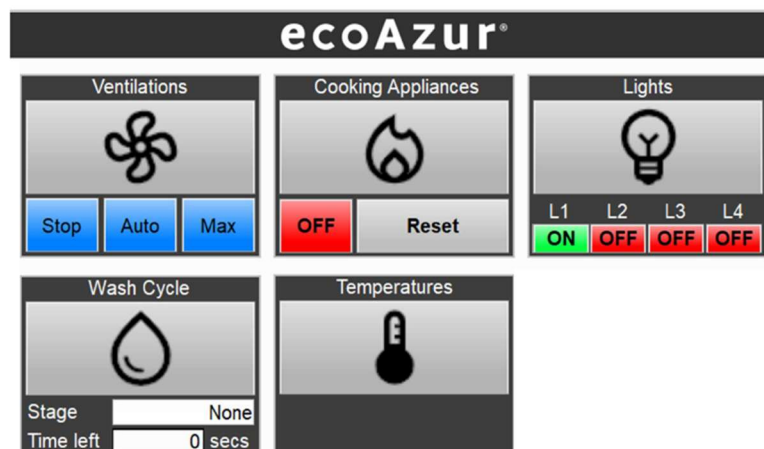 ecoAzur®
Ventilations
Stop Auto Max
Cooking Appliances
OFF Reset
Lights
L1 L2 L3 L4
ON OFF OFF OFF
Wash Cycle
Stage None
Time left 0 secs
Temperatures